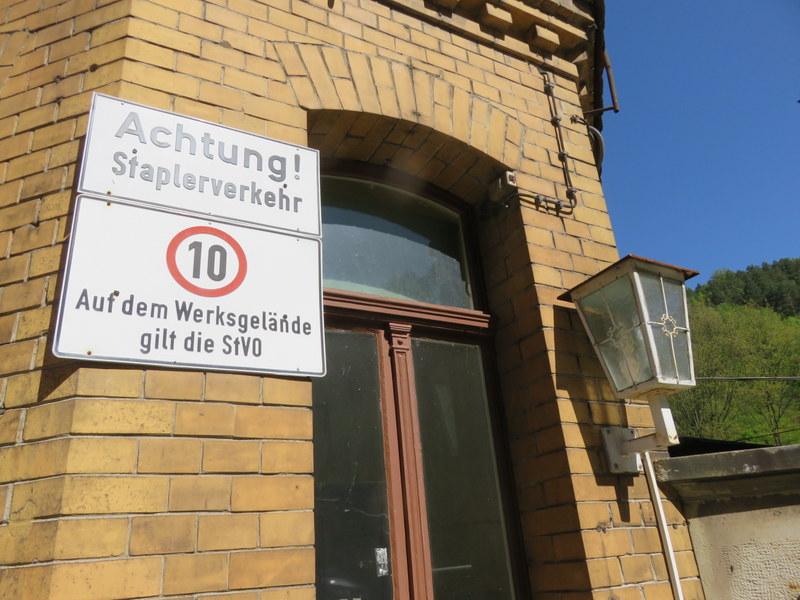 Achtung!
Staplerverkehr
10
Auf dem Werksgelände
gilt die StVO